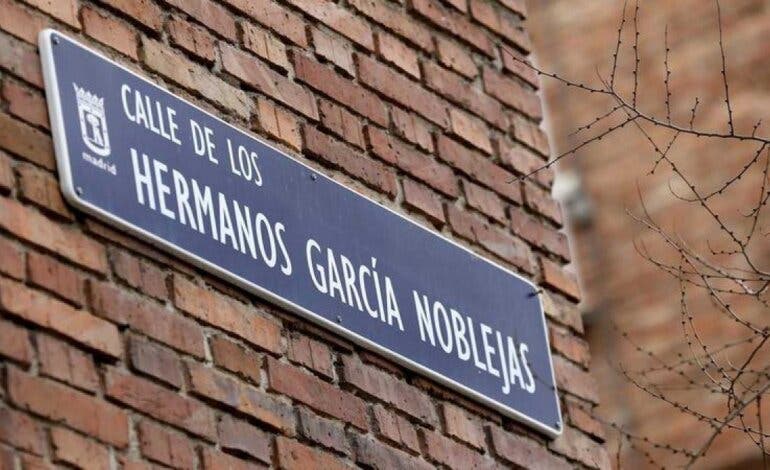 CALLE DE LOS
HERMANOS GARCÍA NOBLEJAS
madrid